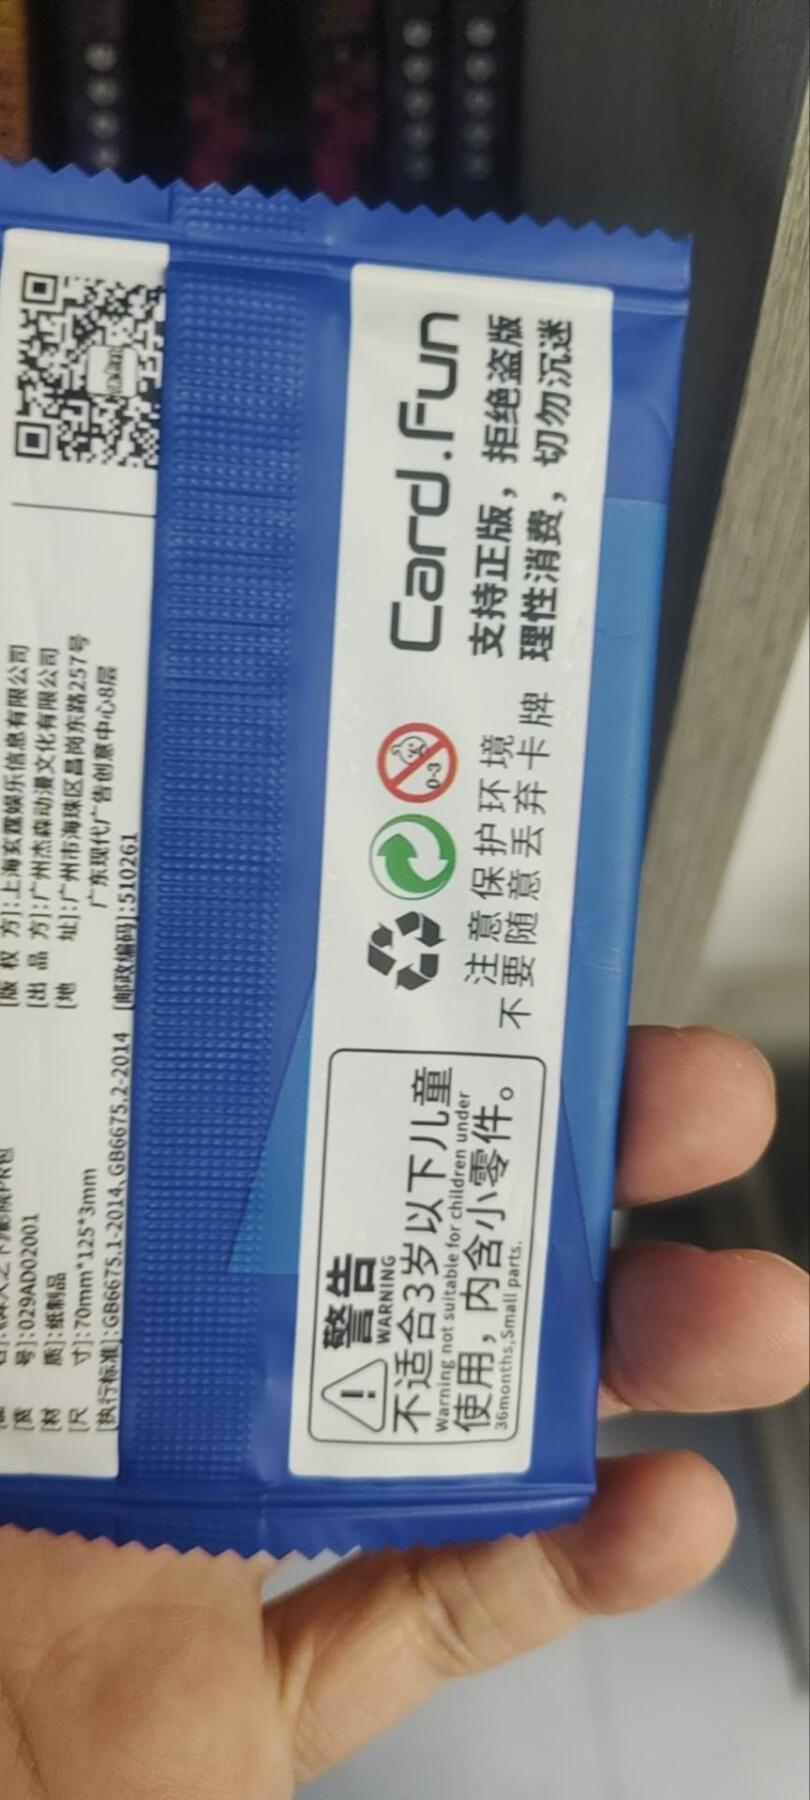 [版 权 方]:上海玄霆娱乐信息有限公司
[出 品 方]:广州杰森动漫文化有限公司
[地 址]:广州市海珠区昌岗东路257号
广东现代广告创意中心8层
[邮政编码]:510261
号]:029AD02001
[材 质]:纸制品
[尺 寸]:70mm*125*3mm
[执行标准]:GB6675.1-2014、GB6675.2-2014
Card.fun
支持正版，拒绝盗版
理性消费，切勿沉迷
0-3
注意保护环境
不要随意丢弃卡牌
警告
WARNING
不适合3岁以下儿童
Warning not suitable for children under
使用，内含小零件。
36months,Small parts.